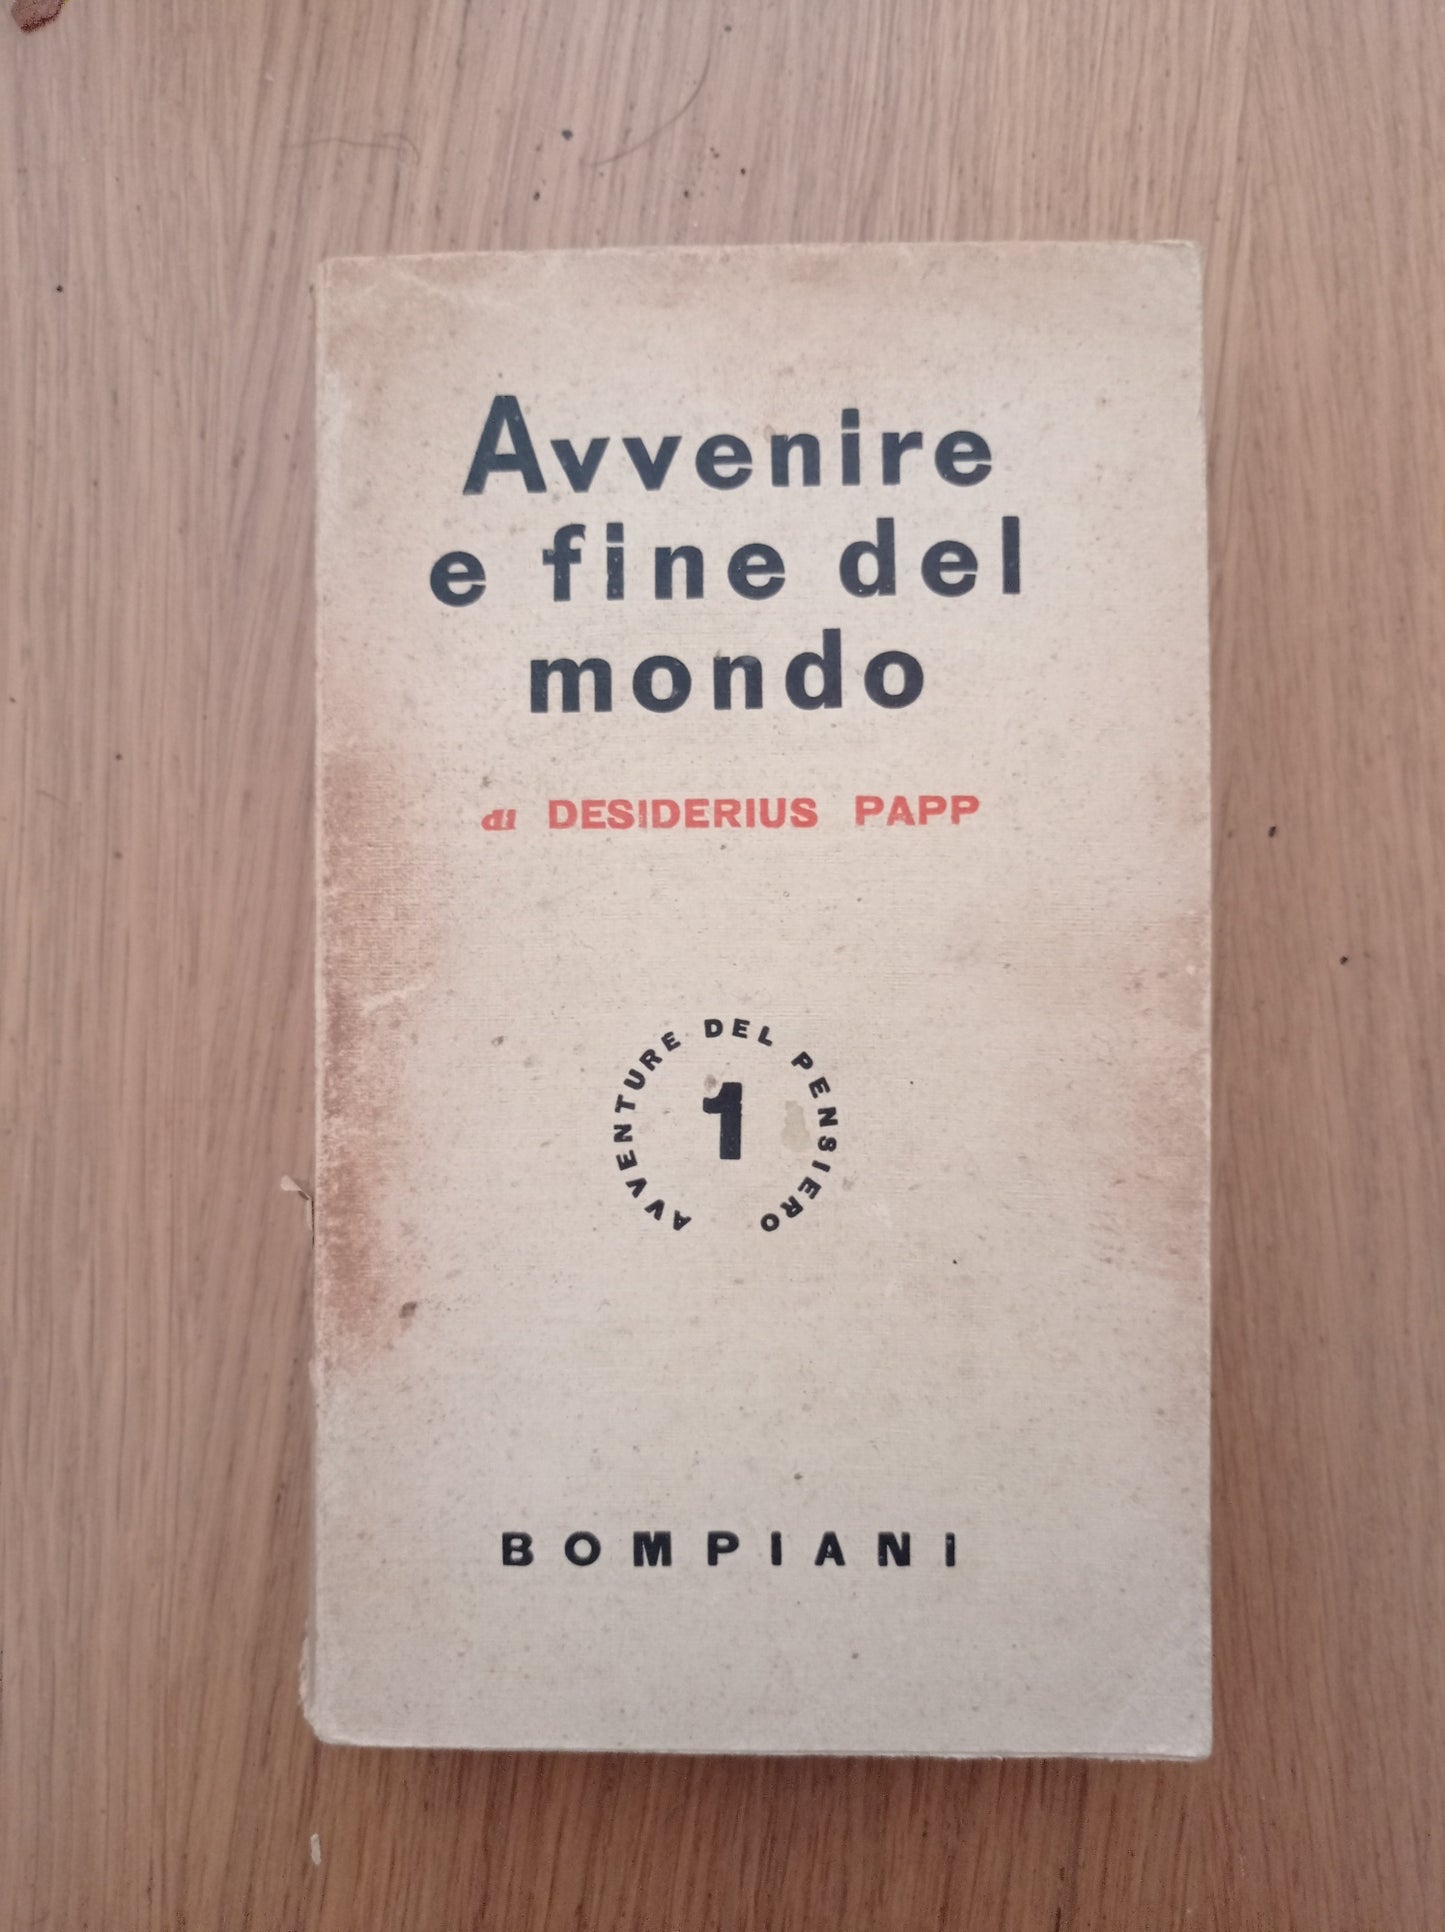 Avvenire
e fine del
mondo
di DESIDERIUS PAPP
AVVENTURE DEL PENSIERO
1
BOMPIANI